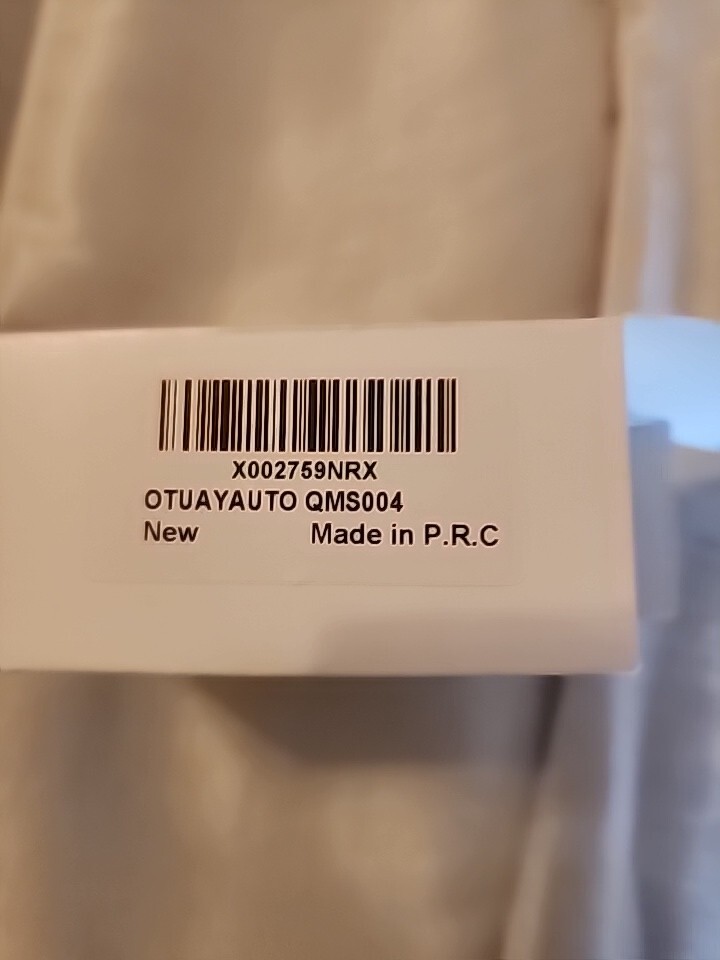 X002759NRX
OTUAYAUTO QMS004
New Made in P.R.C